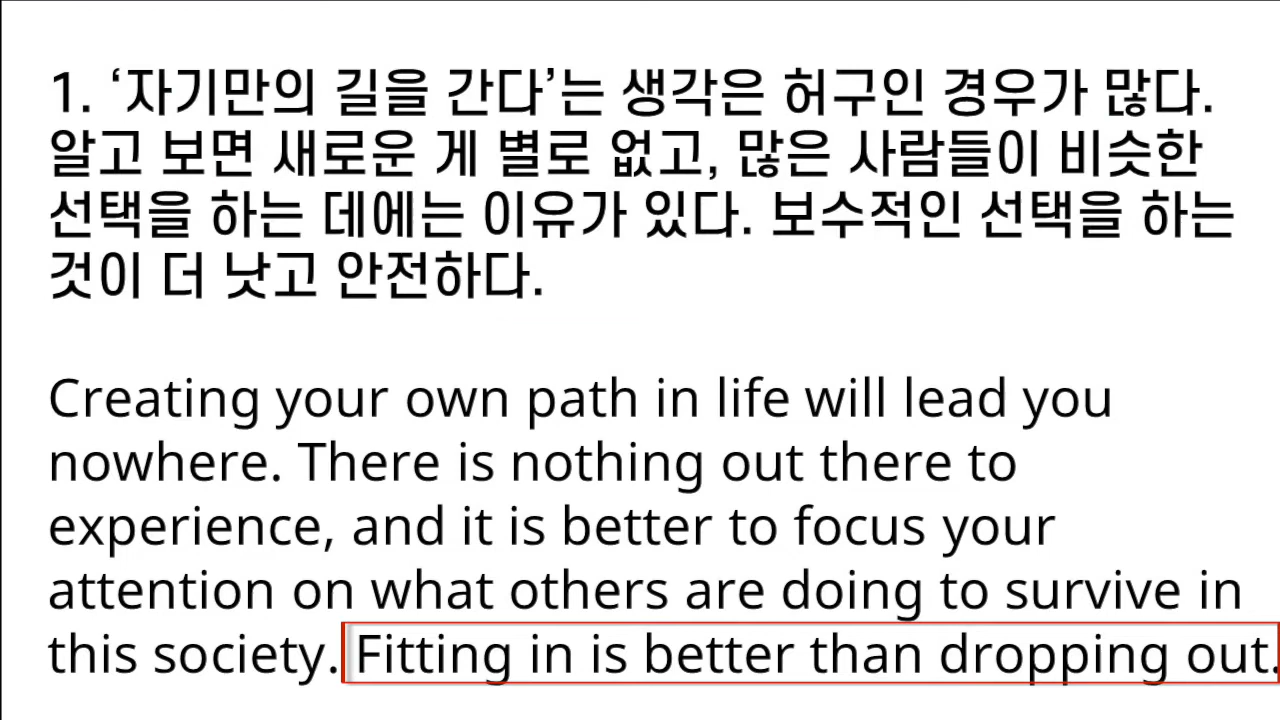 1. ‘자기만의 길을 간다’는 생각은 허구인 경우가 많다.
알고 보면 새로운 게 별로 없고, 많은 사람들이 비슷한
선택을 하는 데에는 이유가 있다. 보수적인 선택을 하는
것이 더 낫고 안전하다.
Creating your own path in life will lead you
nowhere. There is nothing out there to
experience, and it is better to focus your
attention on what others are doing to survive in
this society. Fitting in is better than dropping out.